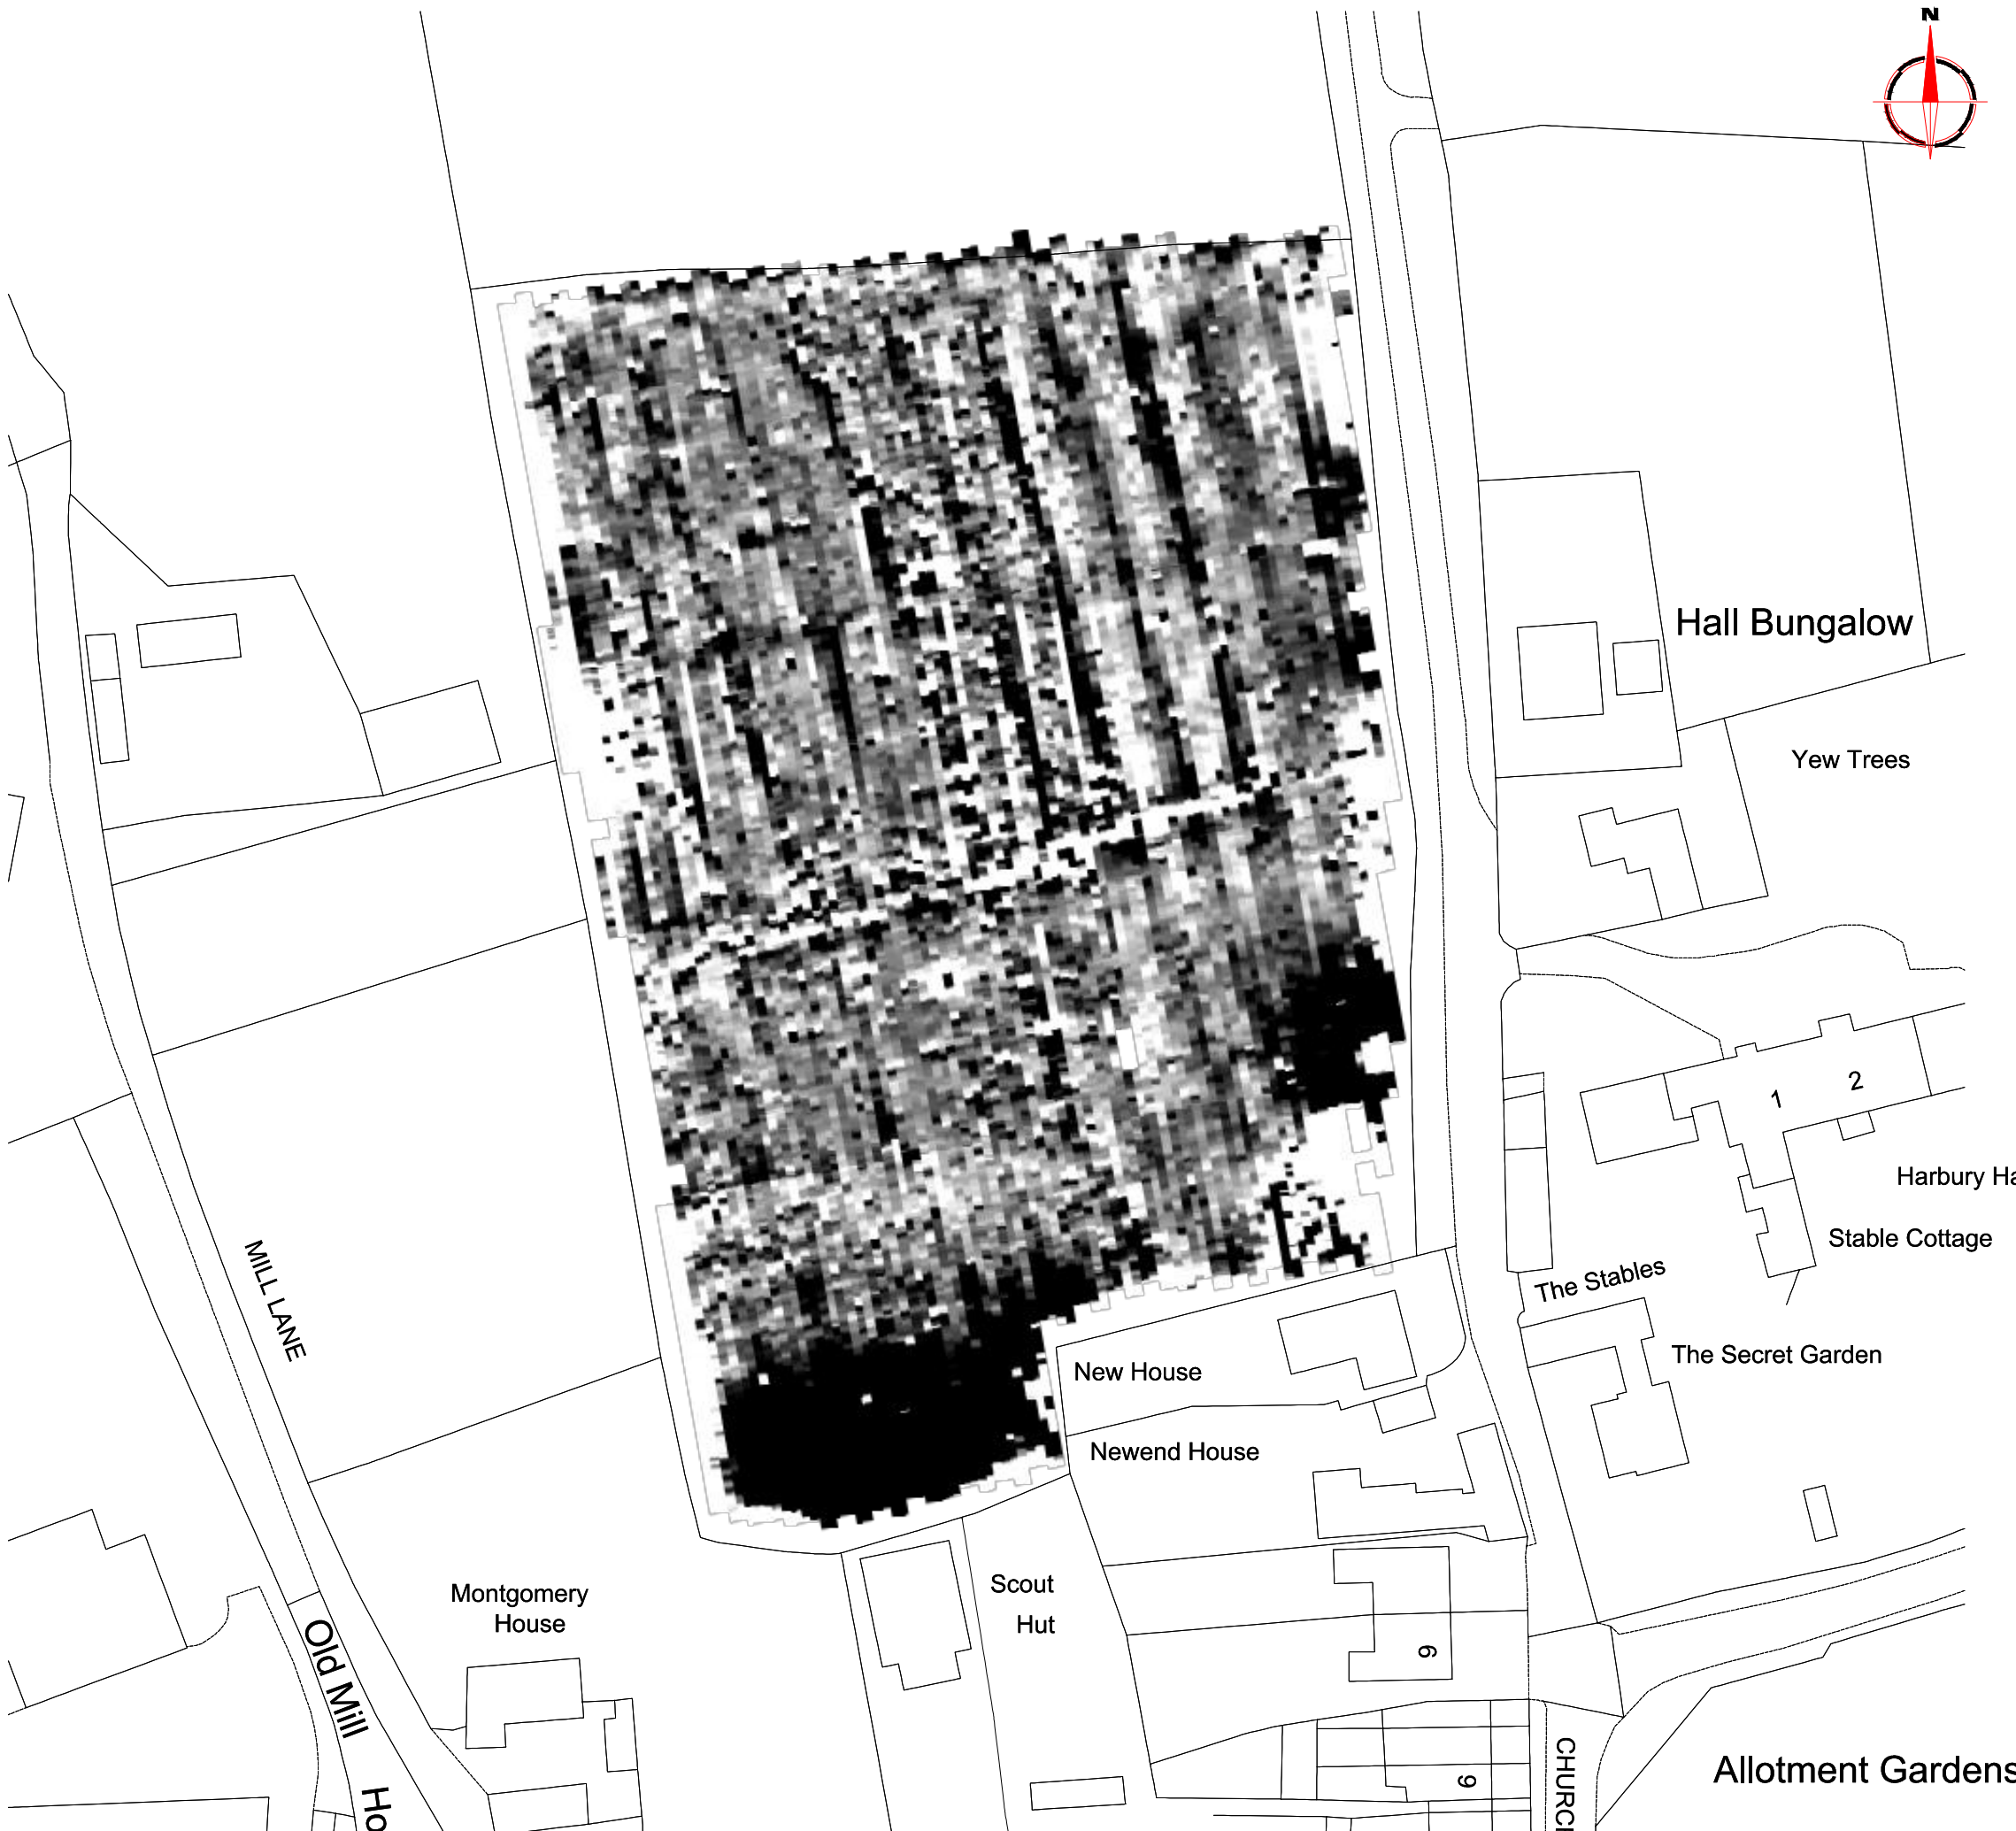 N
Hall Bungalow
Yew Trees
1
2
Harbury Ha
Stable Cottage
The Stables
The Secret Garden
MILL LANE
New House
Newend House
Scout
Hut
Montgomery
House
Old Mill
Ho
9
9
CHURC
Allotment Gardens